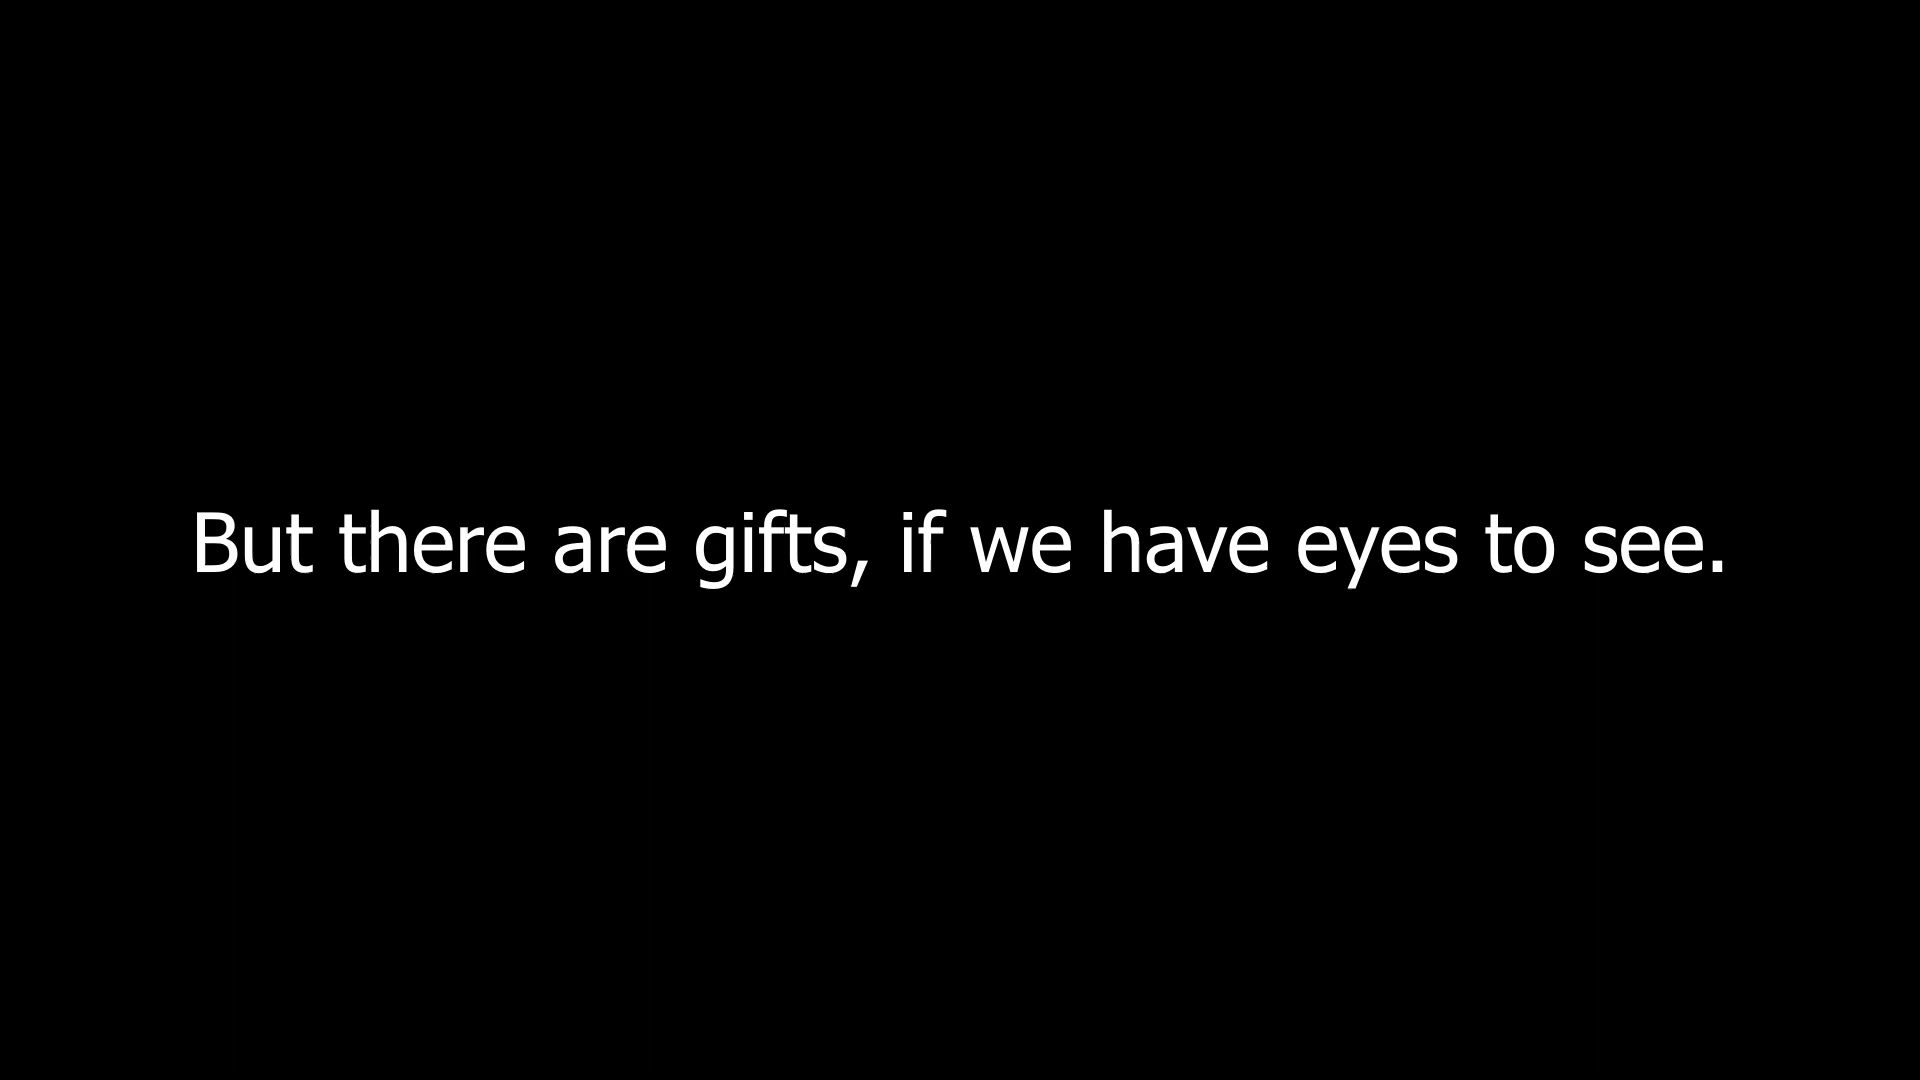 But there are gifts, if we have eyes to see.